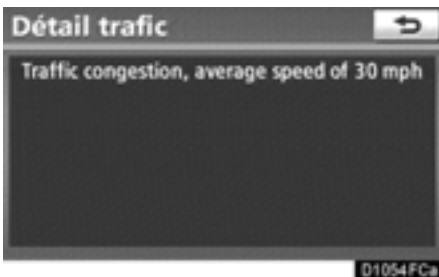 Détail trafic
Traffic congestion, average speed of 30 mph
D1054FCa